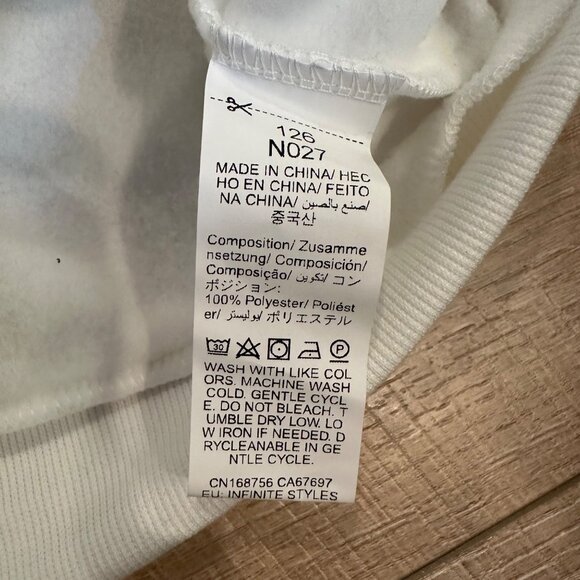 126
N027
MADE IN CHINA/ HEC
HO EN CHINA/ FEITO
NA CHINA/ صنع بالصين/
중국산
Composition/ Zusamme
nsetzung/ Composición/
Composição/ تكوين/ コン
ポジション:
100% Polyester/ Poliést
er/ بوليستر/ ポリエステル
30
P
WASH WITH LIKE COL
ORS. MACHINE WASH
COLD. GENTLE CYCL
E. DO NOT BLEACH. T
UMBLE DRY LOW. LO
W IRON IF NEEDED. D
RYCLEANABLE IN GE
NTLE CYCLE.
CN168756 CA67697
EU: INFINITE STYLES